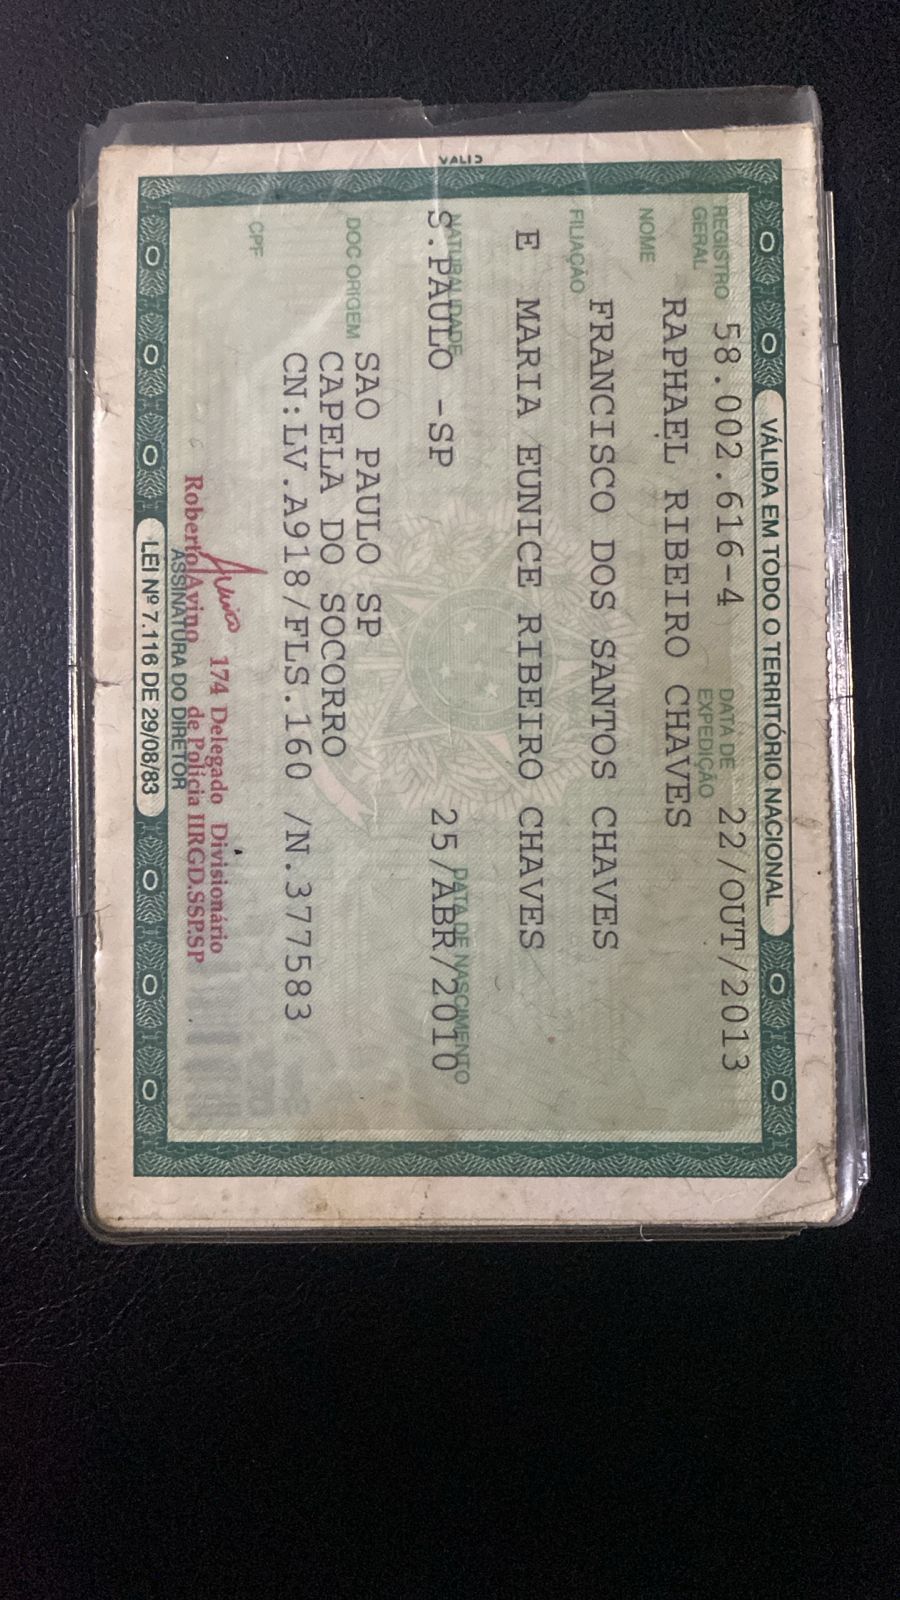 VALID
VÁLIDA EM TODO O TERRITÓRIO NACIONAL
REGISTRO GERAL 58.002.616-4 DATA DE EXPEDIÇÃO 22/OUT/2013
NOME
RAPHAEL RIBEIRO CHAVES
FILIAÇÃO
FRANCISCO DOS SANTOS CHAVES
E MARIA EUNICE RIBEIRO CHAVES
NATURALIDADE DATA DE NASCIMENTO
S.PAULO -SP 25/ABR/2010
DOC ORIGEM
SAO PAULO SP
CAPELA DO SOCORRO
CN:LV.A918/FLS.160 /N.377583
CPF
174 Delegado Divisionário
Roberto Avino de Policia IIRGD.SSP.SP
ASSINATURA DO DIRETOR
LEI Nº 7.116 DE 29/08/83